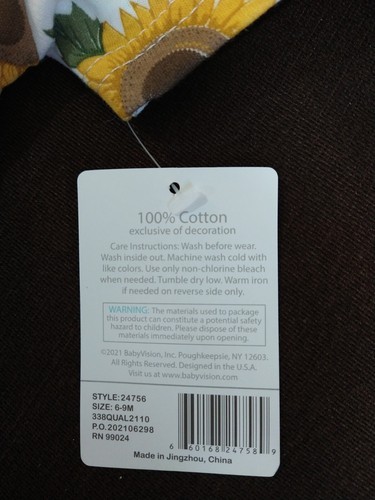 100% Cotton
exclusive of decoration
Care Instructions: Wash before wear.
Wash inside out. Machine wash cold with
like colors. Use only non-chlorine bleach
when needed. Tumble dry low. Warm iron
if needed on reverse side only.
WARNING: The materials used to package
this product can constitute a potential safety
hazard to children. Please dispose of these
materials immediately upon opening.
©2021 BabyVision, Inc. Poughkeepsie, NY 12603.
All Rights Reserved. Designed in the U.S.A.
Visit us at www.babyvision.com
STYLE:24756
SIZE: 6-9M
338QUAL2110
P.O.202106298
RN 99024
6 60168 24758 9
Made in Jingzhou, China